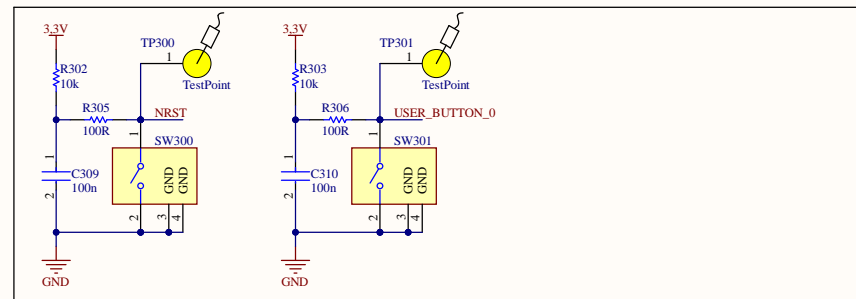 3.3V
TP300
1
TestPoint
R302
10k
R305
100R
NRST
1
SW300
1
C309
100n
2
GND
GND
2
3
4
GND
3.3V
TP301
1
TestPoint
R303
10k
R306
100R
USER_BUTTON_0
1
SW301
1
C310
100n
2
GND
GND
2
3
4
GND